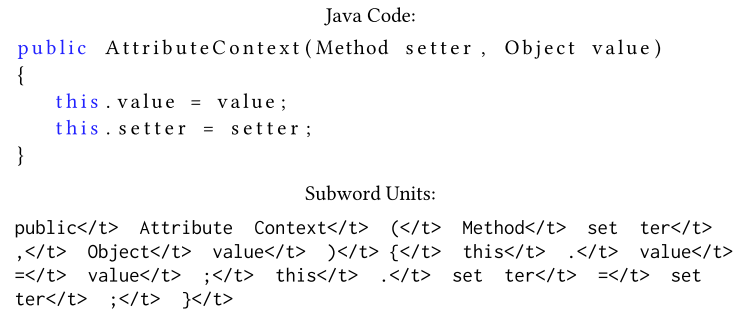 Java Code:
public AttributeContext(Method setter, Object value)
{
this.value = value;
this.setter = setter;
}
Subword Units:
public</t> Attribute Context</t> (</t> Method</t> set ter</t>
,</t> Object</t> value</t> )</t> {</t> this</t> .</t> value</t>
=</t> value</t> ;</t> this</t> .</t> set ter</t> =</t> set
ter</t> ;</t> }</t>